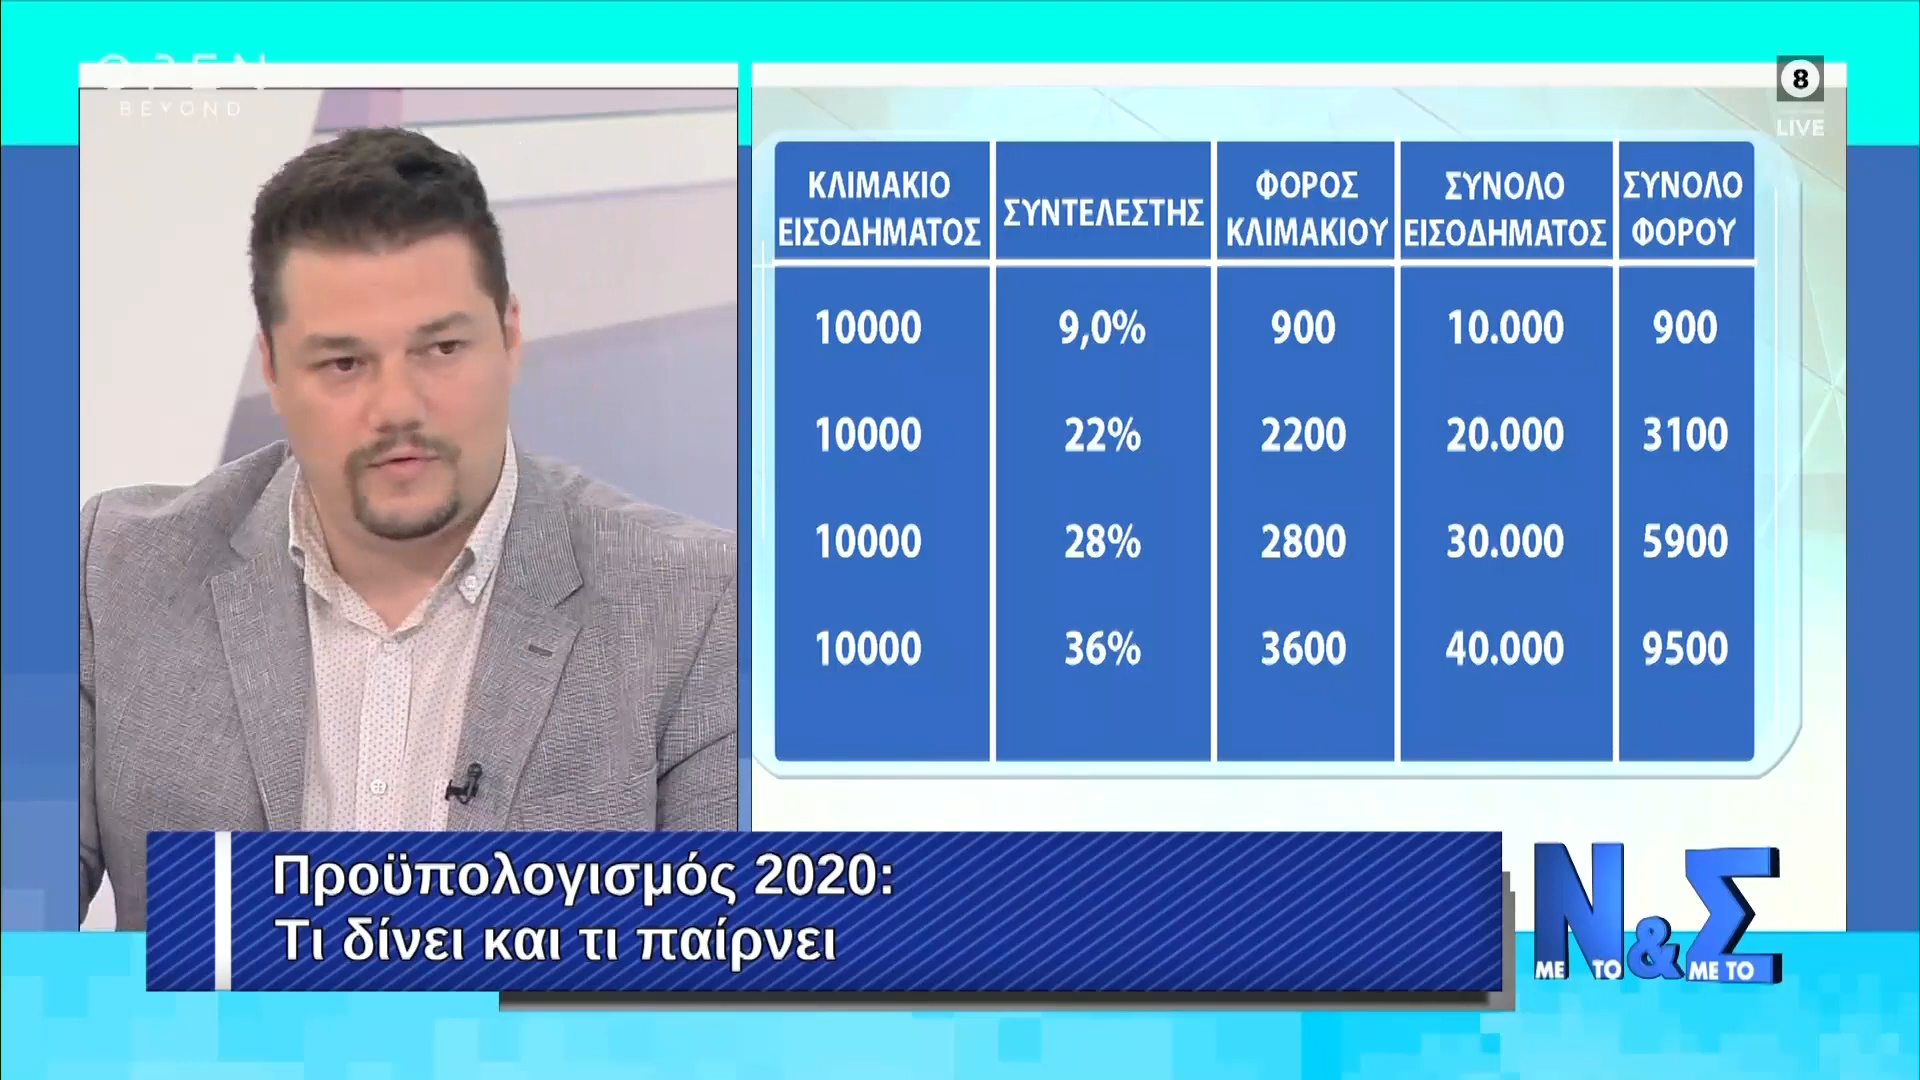 OPEN
BEYOND
8
LIVE
ΚΛΙΜΑΚΙΟ ΕΙΣΟΔΗΜΑΤΟΣ ΣΥΝΤΕΛΕΣΤΗΣ ΦΟΡΟΣ ΚΛΙΜΑΚΙΟΥ ΣΥΝΟΛΟ ΕΙΣΟΔΗΜΑΤΟΣ ΣΥΝΟΛΟ ΦΟΡΟΥ
10000 9,0% 900 10.000 900
10000 22% 2200 20.000 3100
10000 28% 2800 30.000 5900
10000 36% 3600 40.000 9500
Προϋπολογισμός 2020:
Τι δίνει και τι παίρνει
ΜΕ ΤΟ Ν & ΜΕ ΤΟ Σ